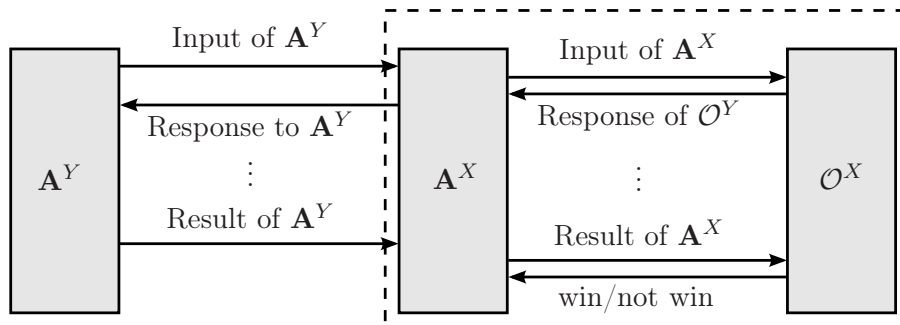 Input of A^Y
Input of A^X
Response to A^Y
Response of 𝒪^Y
⋮
⋮
A^Y
A^X
𝒪^X
Result of A^Y
Result of A^X
win/not win